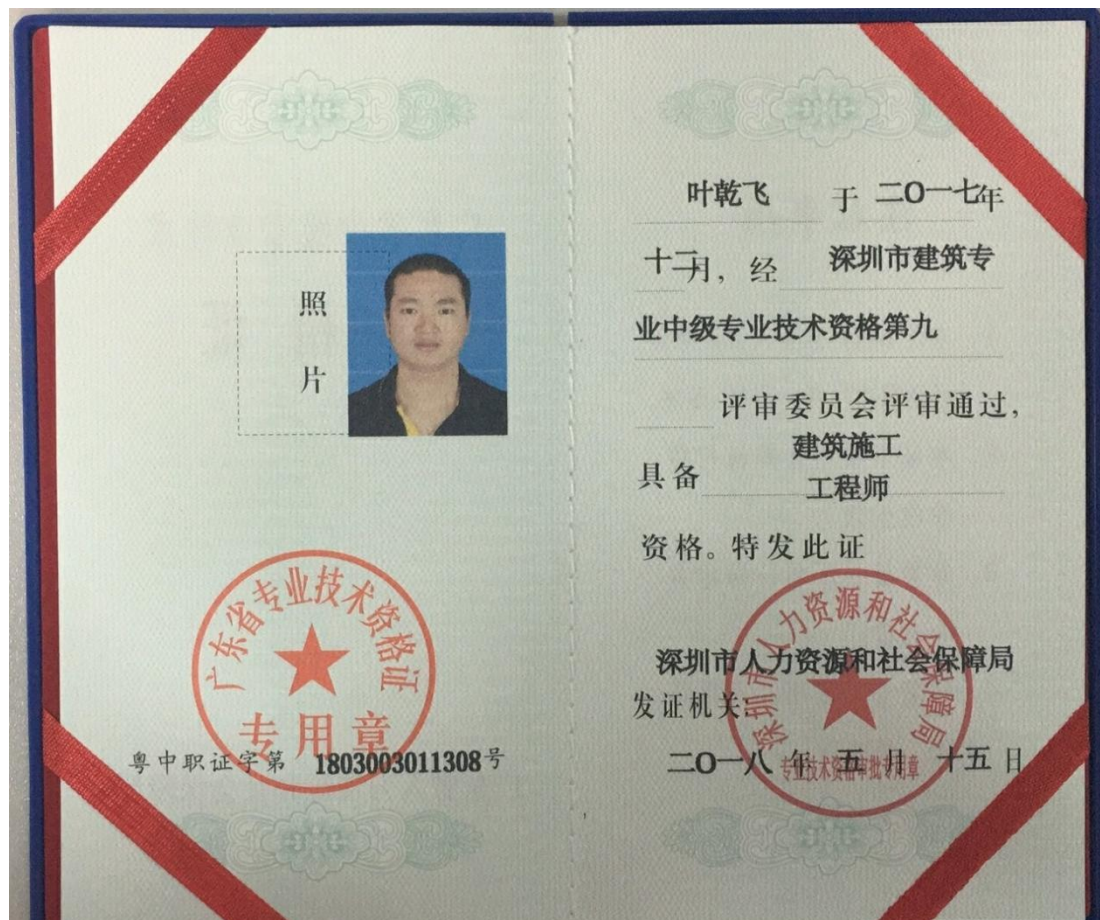 照
片
广东省专业技术资格证
专用章
粤中职证字第 1803003011308号
叶乾飞 于 二〇一七年
十二月，经 深圳市建筑专
业中级专业技术资格第九
评审委员会评审通过，
建筑施工
具备
工程师
资格。特发此证
深圳市人力资源和社会保障局
深圳市人力资源和社会保障局
发证机关：
二〇一八 年 五 月 十五 日
专业技术资格审批专用章